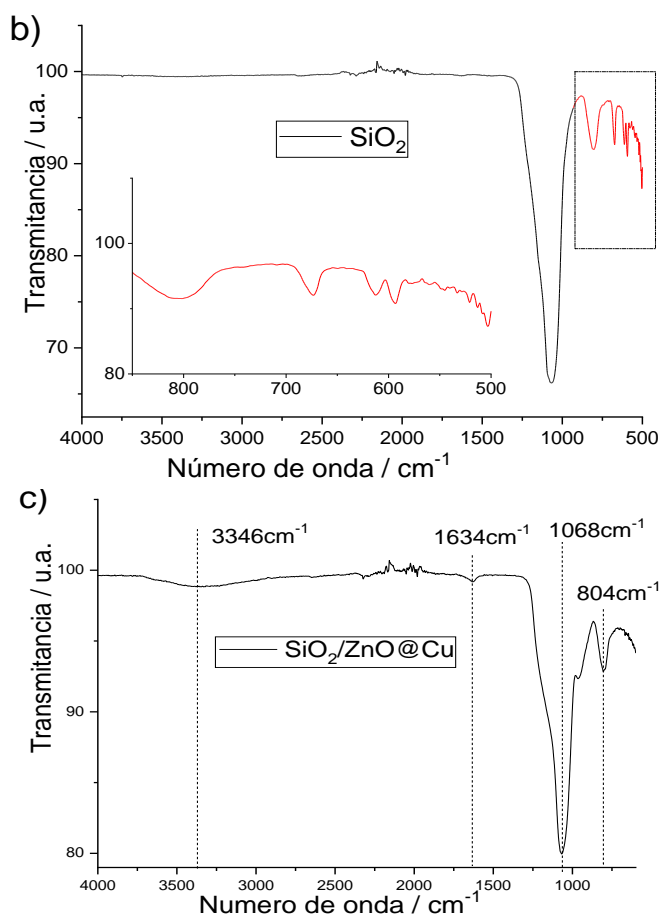 b)
100
90
80
70
Transmitancia / u.a.
SiO₂
100
80
800 700 600 500
4000 3500 3000 2500 2000 1500 1000 500
Número de onda / cm⁻¹
c)
3346cm⁻¹ 1634cm⁻¹ 1068cm⁻¹
804cm⁻¹
100
90
80
Transmitancia / u.a.
SiO₂/ZnO@Cu
4000 3500 3000 2500 2000 1500 1000
Numero de onda / cm⁻¹